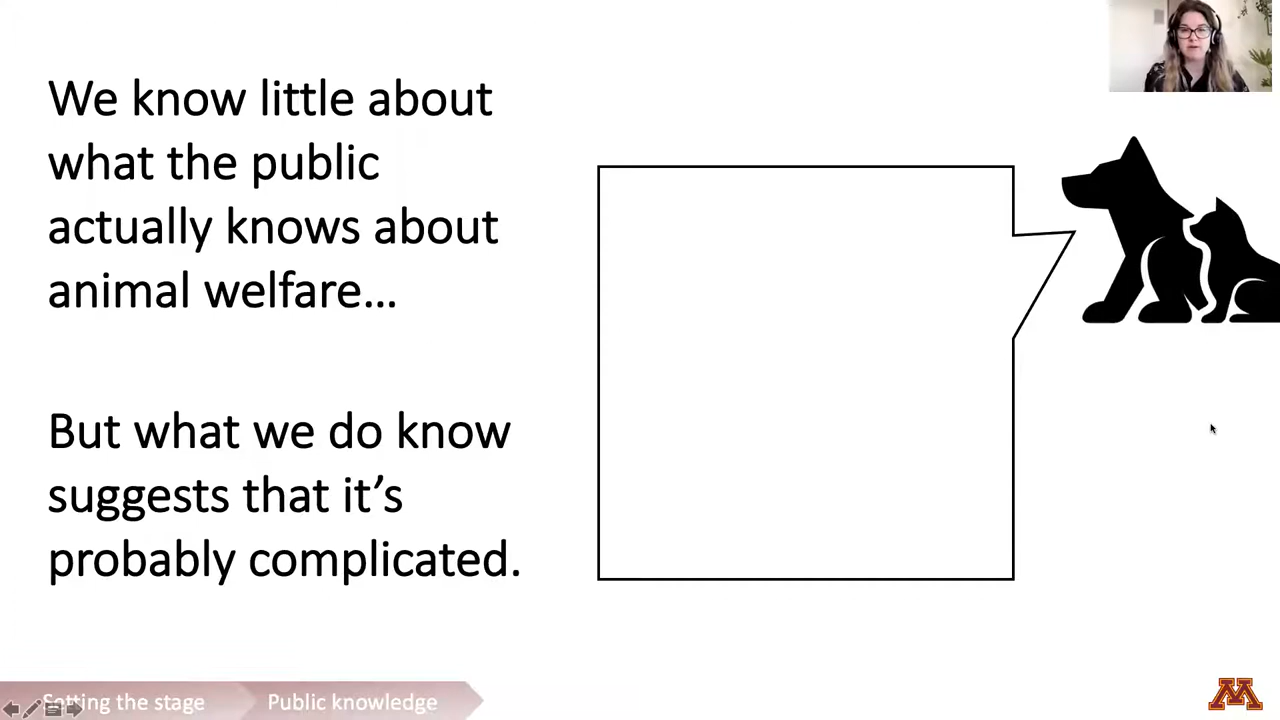 We know little about
what the public
actually knows about
animal welfare…
But what we do know
suggests that it’s
probably complicated.
Setting the stage
Public knowledge
M